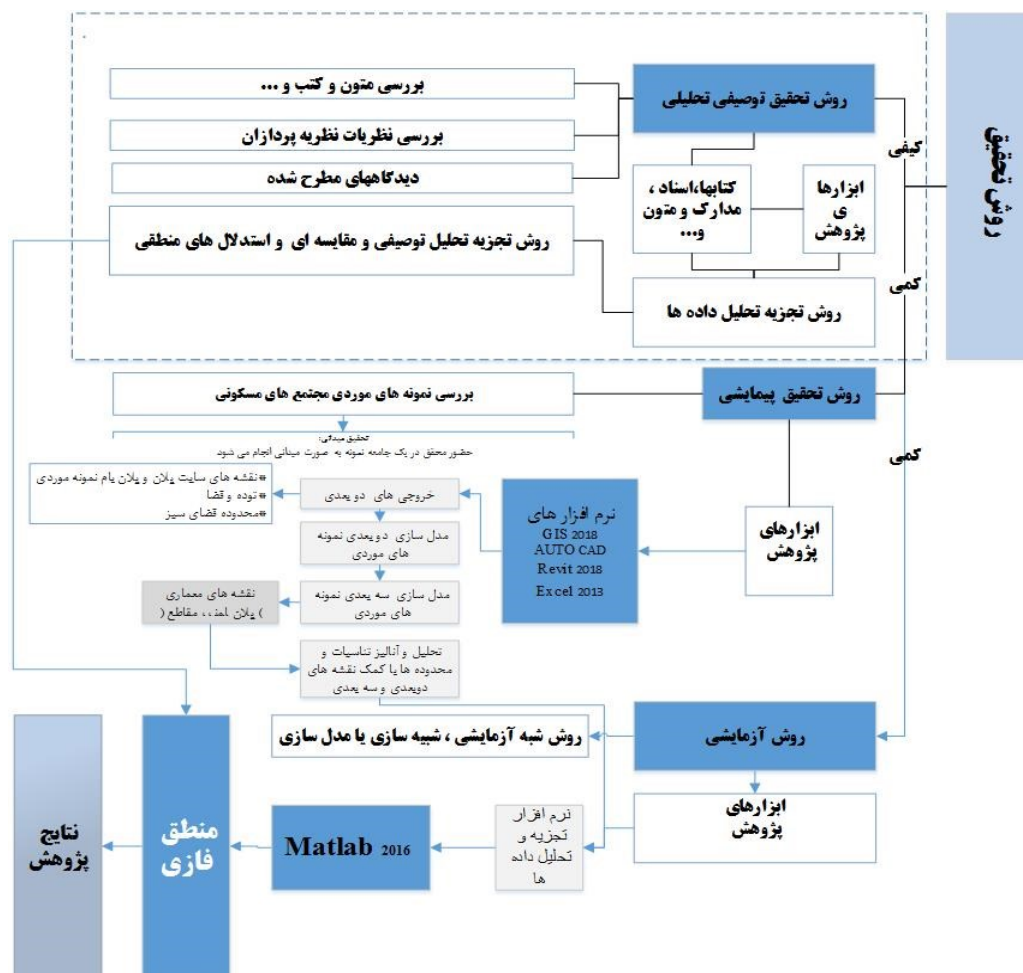 روش تحقیق
کیفی
کمی
کمی
روش تحقیق توصیفی تحلیلی
بررسی متون و کتب و ...
بررسی نظریات نظریه پردازان
دیدگاههای مطرح شده
ابزارها
ی
پژوهش
کتابها،اسناد ،
مدارک و متون
و...
روش تجزیه تحلیل داده ها
روش تجزیه تحلیل توصیفی و مقایسه ای و استدلال های منطقی
روش تحقیق پیمایشی
بررسی نمونه های موردی مجتمع های مسکونی
تحقیق میدانی:
حضور محقق در یک جامعه نمونه به صورت میدانی انجام می شود
ابزارهای
پژوهش
نرم افزار های
GIS 2018
AUTO CAD
Revit 2018
Excel 2013
خروجی های دو بعدی
#نقشه های سایت پلان و پلان بام نمونه موردی
#توده و فضا
#محدوده فضای سبز
مدل سازی دو بعدی نمونه
های موردی
مدل سازی سه بعدی نمونه
های موردی
نقشه های معماری
) پلان ،نما، مقاطع(
تحلیل و آنالیز تناسبات و
محدوده ها با کمک نقشه های
دوبعدی و سه بعدی
روش آزمایشی
روش شبه آزمایشی ، شبیه سازی یا مدل سازی
ابزارهای
پژوهش
نرم افزار
تجزیه و
تحلیل داده
ها
Matlab 2016
منطق
فازی
نتایج
پژوهش